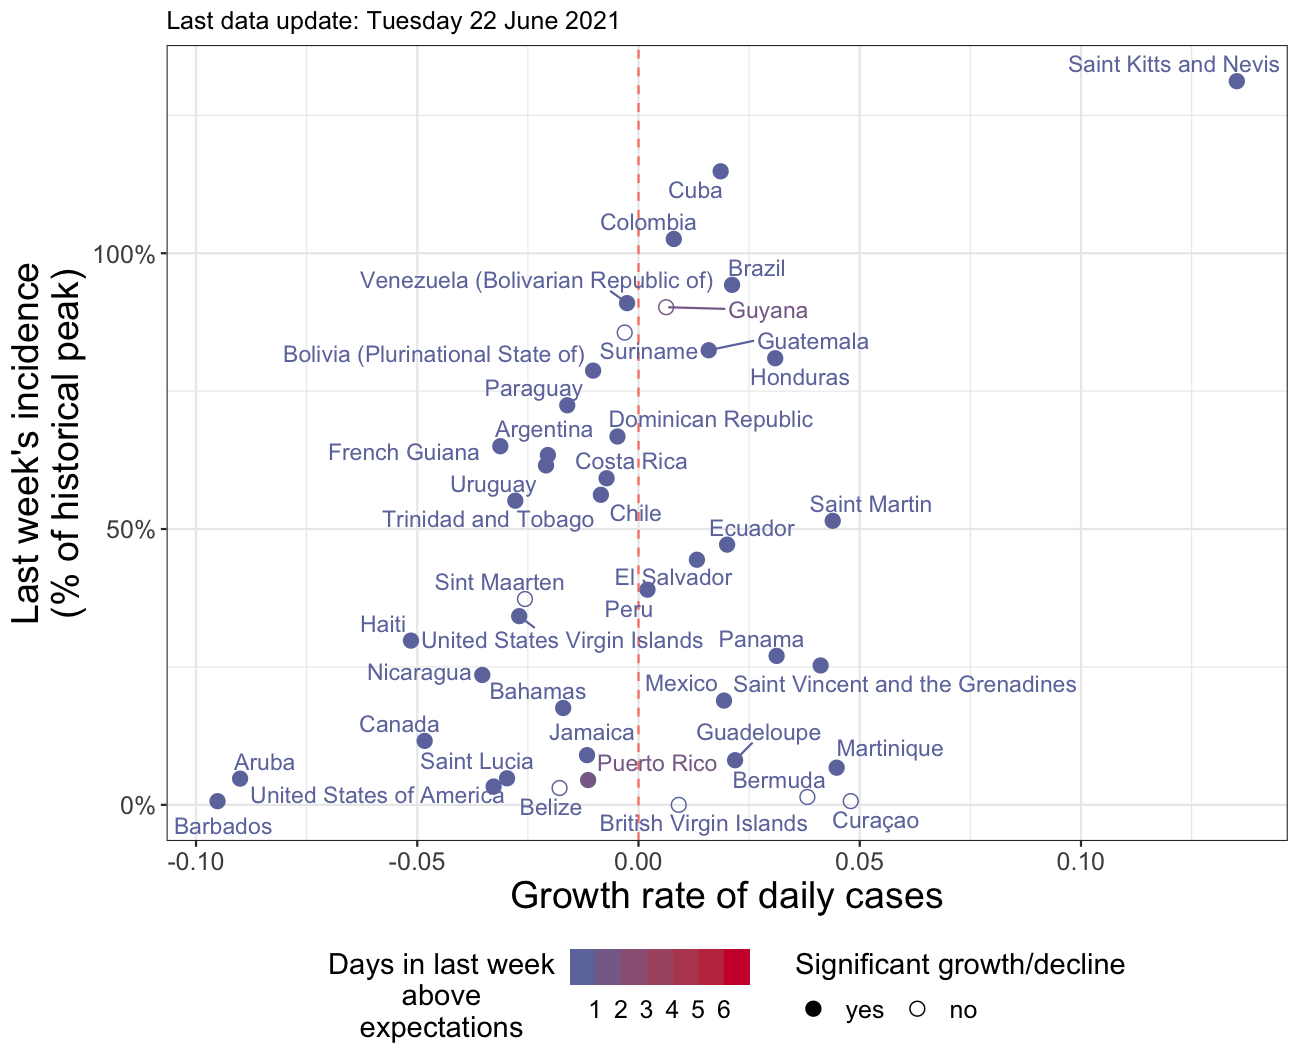 Last data update: Tuesday 22 June 2021
Saint Kitts and Nevis
Cuba
Colombia
100%
Brazil
Venezuela (Bolivarian Republic of)
Guyana
Guatemala
Suriname
Bolivia (Plurinational State of)
Honduras
Paraguay
Dominican Republic
Argentina
French Guiana
Costa Rica
Uruguay
Saint Martin
Chile
Trinidad and Tobago
50%
Ecuador
El Salvador
Sint Maarten
Peru
Haiti
United States Virgin Islands
Panama
Nicaragua
Mexico
Saint Vincent and the Grenadines
Bahamas
Canada
Jamaica
Guadeloupe
Martinique
Aruba
Saint Lucia
Puerto Rico
Bermuda
United States of America
0%
Belize
Barbados
British Virgin Islands
Curaçao
Last week's incidence
(% of historical peak)
-0.10 -0.05 0.00 0.05 0.10
Growth rate of daily cases
Days in last week
above
expectations
1 2 3 4 5 6
Significant growth/decline
yes no